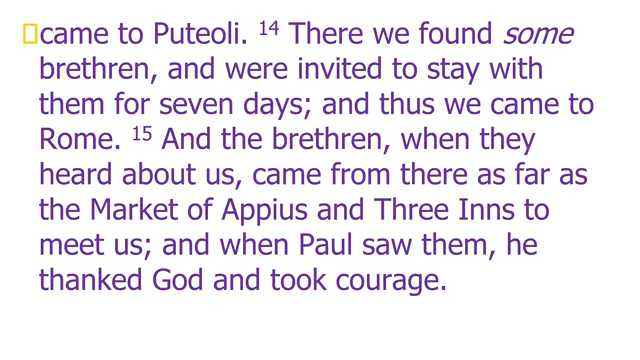 came to Puteoli. 14 There we found some
brethren, and were invited to stay with
them for seven days; and thus we came to
Rome. 15 And the brethren, when they
heard about us, came from there as far as
the Market of Appius and Three Inns to
meet us; and when Paul saw them, he
thanked God and took courage.